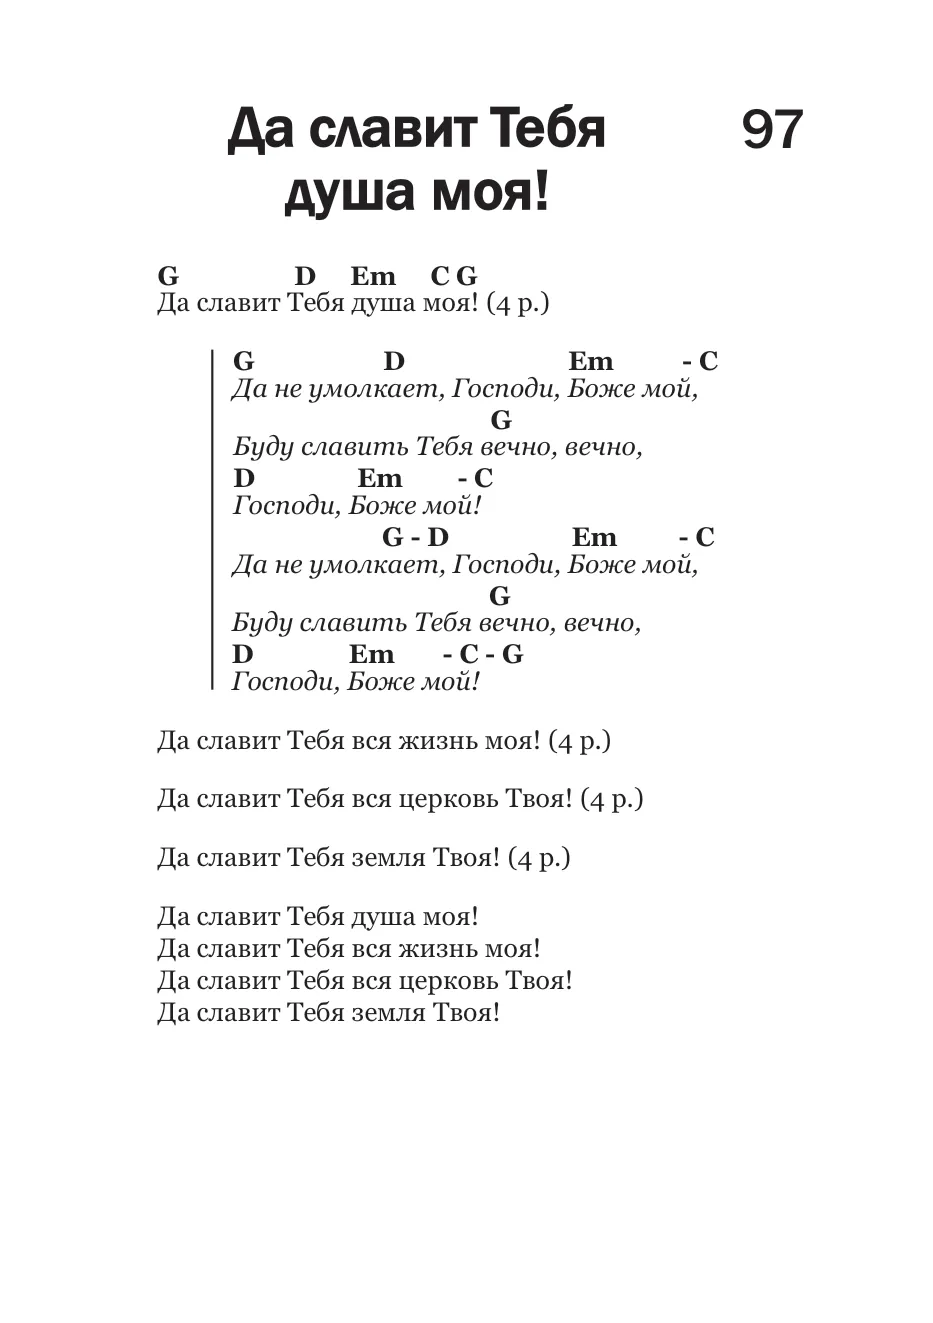 Да славит Тебя 97
душа моя!
G D Em C G
Да славит Тебя душа моя! (4 р.)
G D Em - C
Да не умолкает, Господи, Боже мой,
G
Буду славить Тебя вечно, вечно,
D Em - C
Господи, Боже мой!
G - D Em - C
Да не умолкает, Господи, Боже мой,
G
Буду славить Тебя вечно, вечно,
D Em - C - G
Господи, Боже мой!
Да славит Тебя вся жизнь моя! (4 р.)
Да славит Тебя вся церковь Твоя! (4 р.)
Да славит Тебя земля Твоя! (4 р.)
Да славит Тебя душа моя!
Да славит Тебя вся жизнь моя!
Да славит Тебя вся церковь Твоя!
Да славит Тебя земля Твоя!